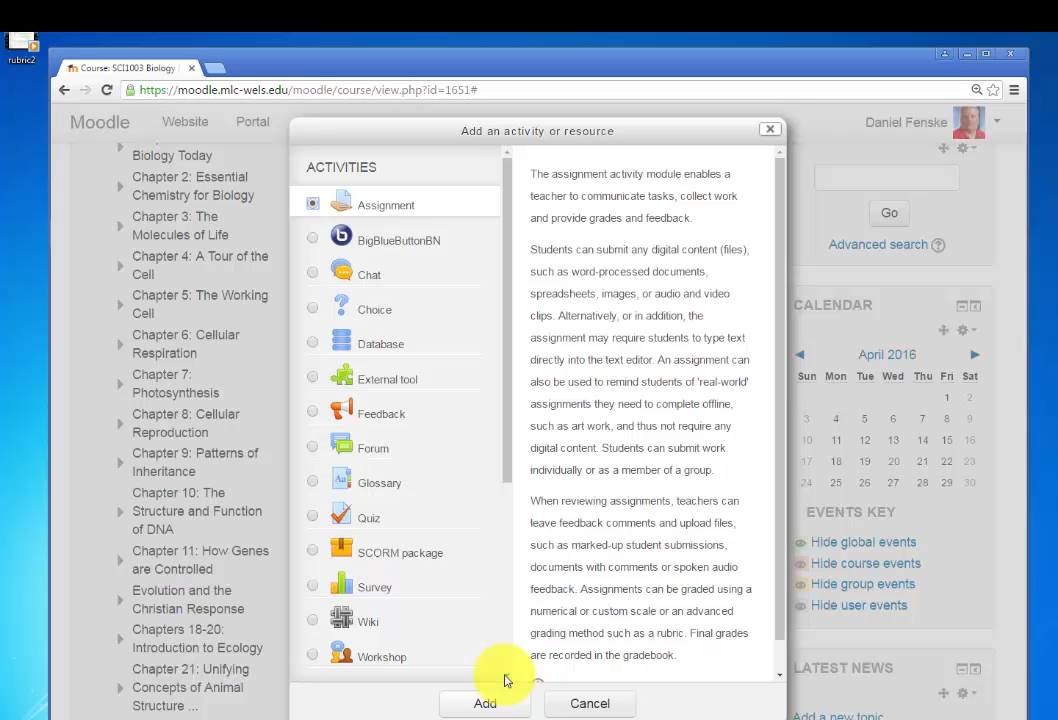 rubric2
Course: SCI1003 Biology
https://moodle.mlc-wels.edu/moodle/course/view.php?id=1651#
Moodle
Website
Portal
Daniel Fenske
Biology Today
Chapter 2: Essential
Chemistry for Biology
Chapter 3: The
Molecules of Life
Chapter 4: A Tour of the
Cell
Chapter 5: The Working
Cell
Chapter 6: Cellular
Respiration
Chapter 7:
Photosynthesis
Chapter 8: Cellular
Reproduction
Chapter 9: Patterns of
Inheritance
Chapter 10: The
Structure and Function
of DNA
Chapter 11: How Genes
are Controlled
Evolution and the
Christian Response
Chapters 18-20:
Introduction to Ecology
Chapter 21: Unifying
Concepts of Animal
Structure ...
Add an activity or resource
ACTIVITIES
Assignment
BigBlueButtonBN
Chat
Choice
Database
External tool
Feedback
Forum
Glossary
Quiz
SCORM package
Survey
Wiki
Workshop
The assignment activity module enables a
teacher to communicate tasks, collect work
and provide grades and feedback.
Students can submit any digital content (files),
such as word-processed documents,
spreadsheets, images, or audio and video
clips. Alternatively, or in addition, the
assignment may require students to type text
directly into the text editor. An assignment can
also be used to remind students of 'real-world'
assignments they need to complete offline,
such as art work, and thus not require any
digital content. Students can submit work
individually or as a member of a group.
When reviewing assignments, teachers can
leave feedback comments and upload files,
such as marked-up student submissions,
documents with comments or spoken audio
feedback. Assignments can be graded using a
numerical or custom scale or an advanced
grading method such as a rubric. Final grades
are recorded in the gradebook.
Add
Cancel
Go
Advanced search
CALENDAR
April 2016
Sun Mon Tue Wed Thu Fri Sat
1 2
3 4 5 6 7 8 9
10 11 12 13 14 15 16
17 18 19 20 21 22 23
24 25 26 27 28 29 30
EVENTS KEY
Hide global events
Hide course events
Hide group events
Hide user events
LATEST NEWS
Add a new topic